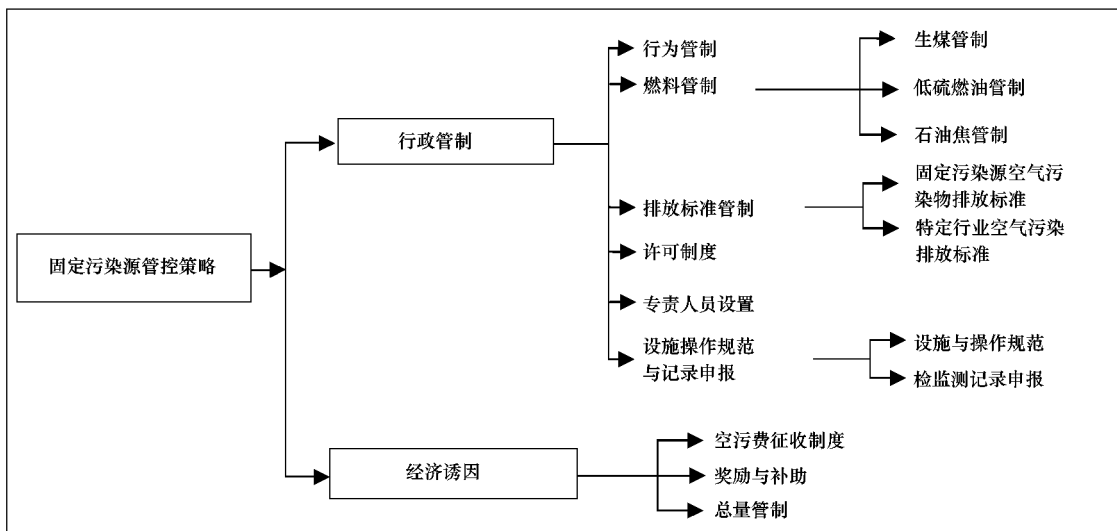 固定污染源管控策略
行政管制
行为管制
燃料管制
生煤管制
低硫燃油管制
石油焦管制
排放标准管制
固定污染源空气污
染物排放标准
特定行业空气污染
排放标准
许可制度
专责人员设置
设施操作规范
与记录申报
设施与操作规范
检监测记录申报
经济诱因
空污费征收制度
奖励与补助
总量管制